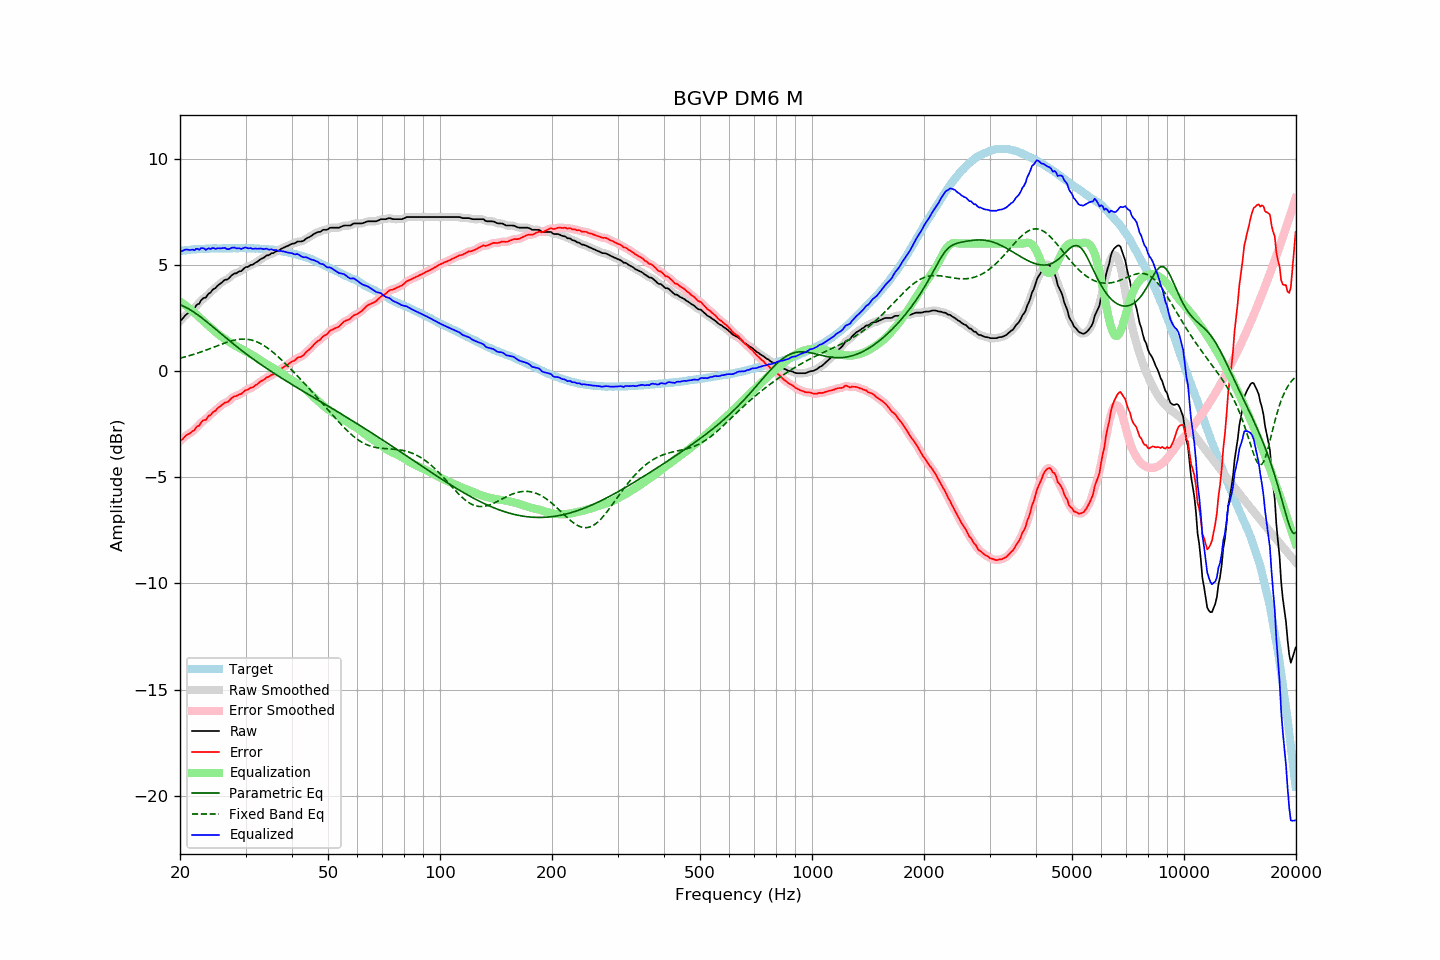 BGVP DM6 M
Amplitude (dBr)
10
5
0
−5
−10
−15
−20
Target
Raw Smoothed
Error Smoothed
Raw
Error
Equalization
Parametric Eq
Fixed Band Eq
Equalized
20 50 100 200 500 1000 2000 5000 10000 20000
Frequency (Hz)